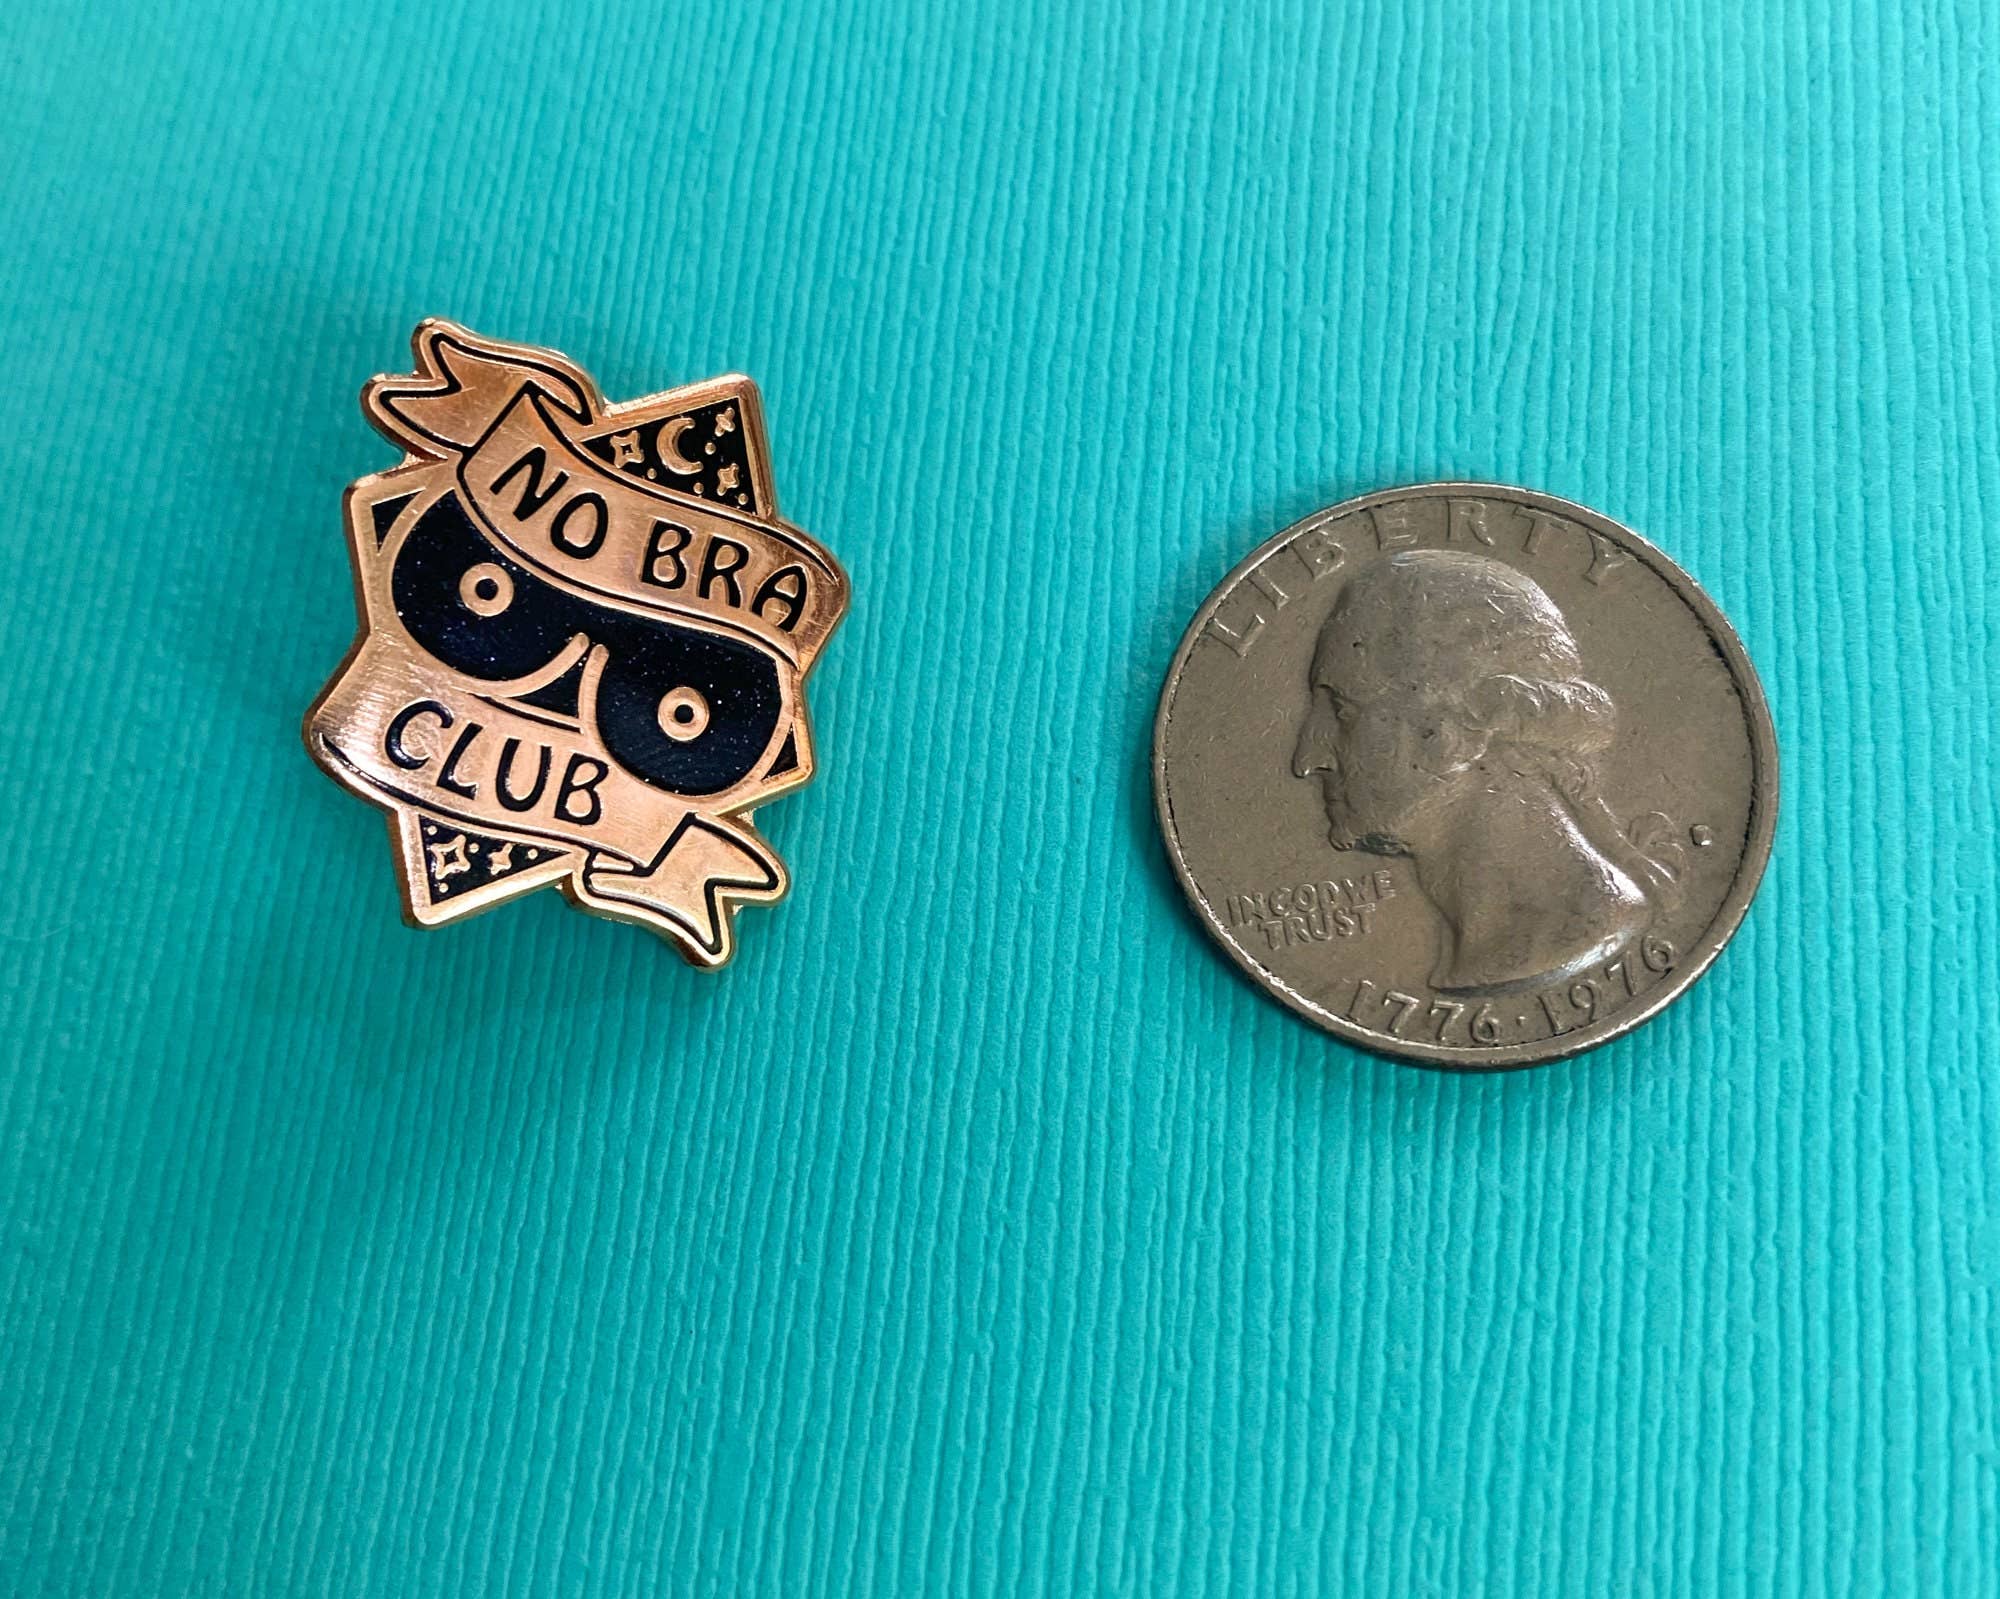 NO BRA
CLUB
LIBERTY
IN GOD WE
TRUST
1776·1976